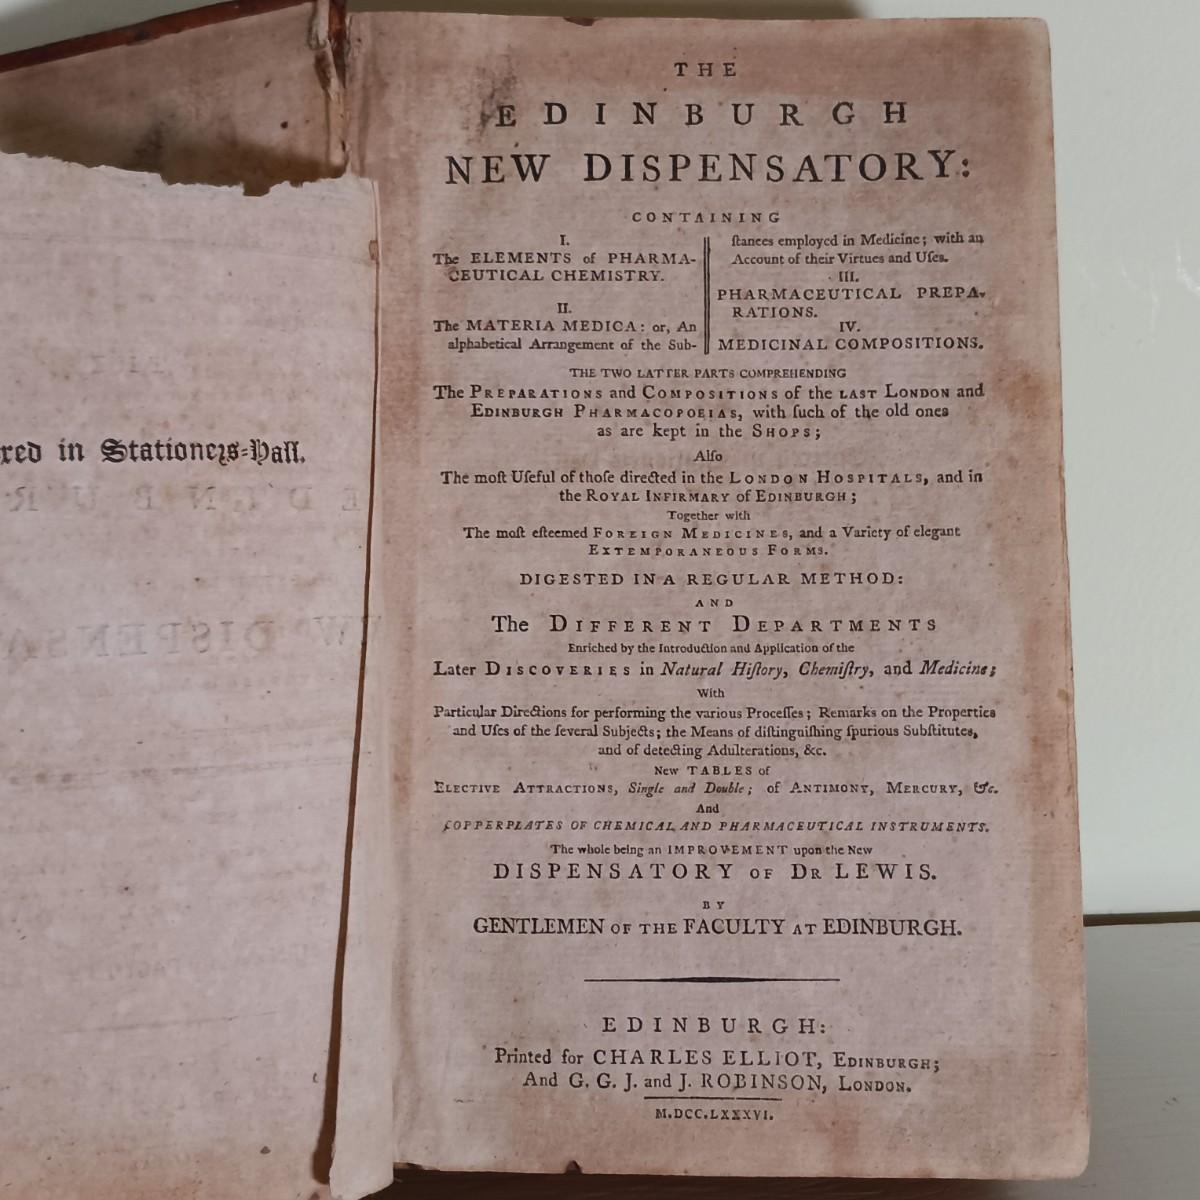 red in Stationers-Hall.
THE
EDINBURGH
NEW DISPENSATORY:
CONTAINING
I.
The ELEMENTS of PHARMA-
CEUTICAL CHEMISTRY.
II.
The MATERIA MEDICA: or, An
alphabetical Arrangement of the Sub-
ſtances employed in Medicine; with an
Account of their Virtues and Uſes.
III.
PHARMACEUTICAL PREPA-
RATIONS.
IV.
MEDICINAL COMPOSITIONS.
THE TWO LATTER PARTS COMPREHENDING
The PREPARATIONS and COMPOSITIONS of the LAST LONDON and
EDINBURGH PHARMACOPOEIAS, with ſuch of the old ones
as are kept in the SHOPS;
Alſo
The moſt Uſeful of thoſe directed in the LONDON HOSPITALS, and in
the ROYAL INFIRMARY of EDINBURGH;
Together with
The moſt eſteemed FOREIGN MEDICINES, and a Variety of elegant
EXTEMPORANEOUS FORMS.
DIGESTED IN A REGULAR METHOD:
AND
The DIFFERENT DEPARTMENTS
Enriched by the Introduction and Application of the
Later DISCOVERIES in Natural Hiſtory, Chemiſtry, and Medicine;
With
Particular Directions for performing the various Proceſſes; Remarks on the Properties
and Uſes of the ſeveral Subjects; the Means of diſtinguiſhing ſpurious Subſtitutes,
and of detecting Adulterations, &c.
New TABLES of
ELECTIVE ATTRACTIONS, Single and Double; of ANTIMONY, MERCURY, &c.
And
COPPERPLATES OF CHEMICAL AND PHARMACEUTICAL INSTRUMENTS.
The whole being an IMPROVEMENT upon the New
DISPENSATORY OF DR LEWIS.
BY
GENTLEMEN OF THE FACULTY AT EDINBURGH.
EDINBURGH:
Printed for CHARLES ELLIOT, EDINBURGH;
And G. G. J. and J. ROBINSON, LONDON.
M.DCC.LXXXVI.